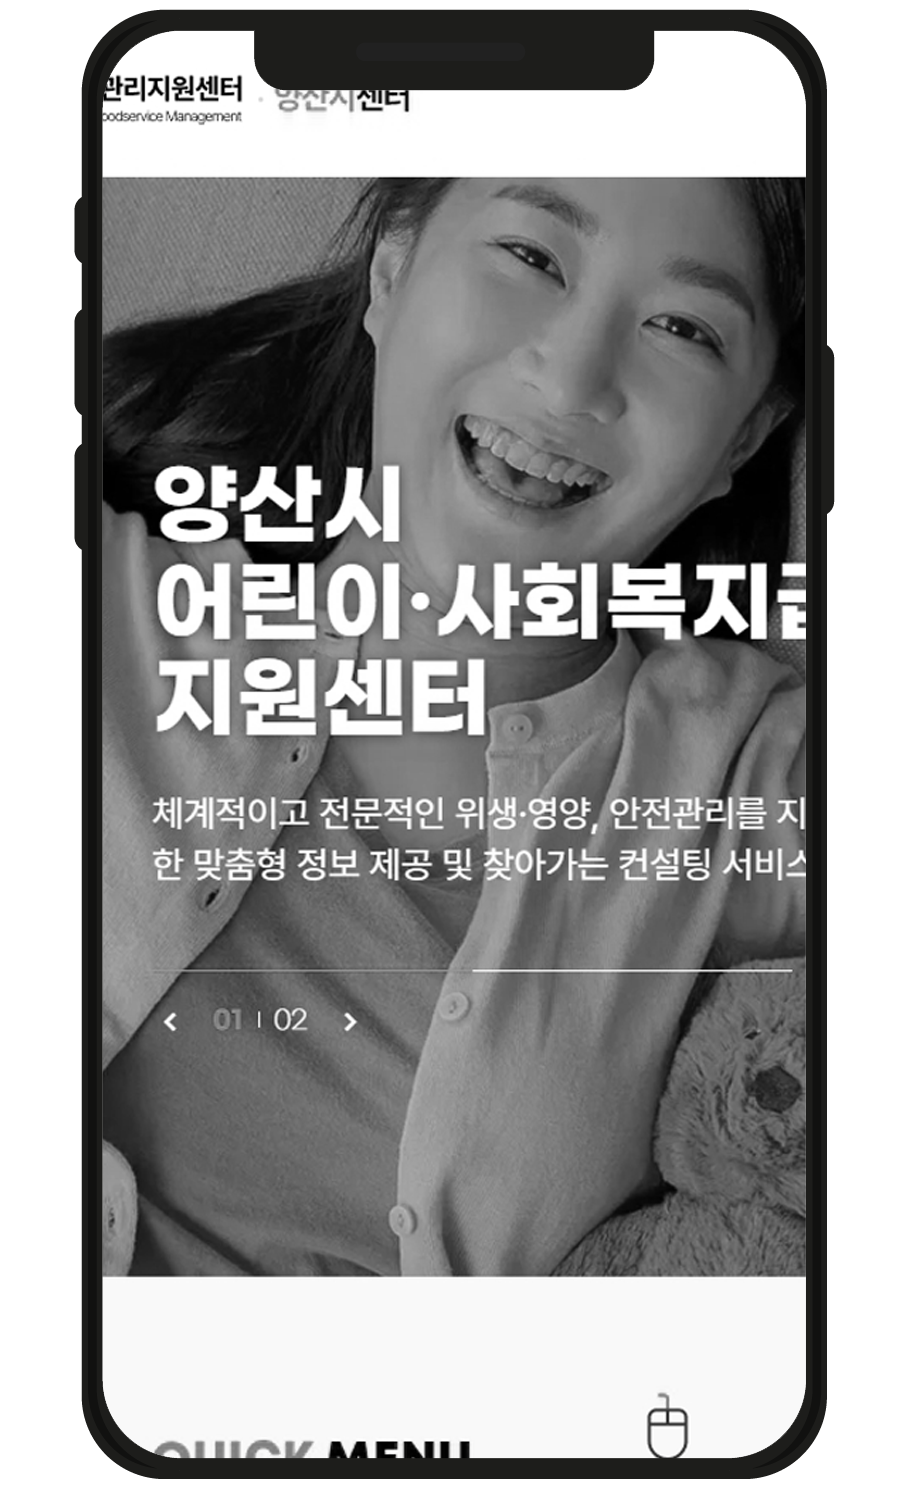 관리지원센터
oodservice Management
양산시센터
양산시
어린이·사회복지급
지원센터
체계적이고 전문적인 위생·영양, 안전관리를 지
한 맞춤형 정보 제공 및 찾아가는 컨설팅 서비스
01 | 02
QUICK MENU